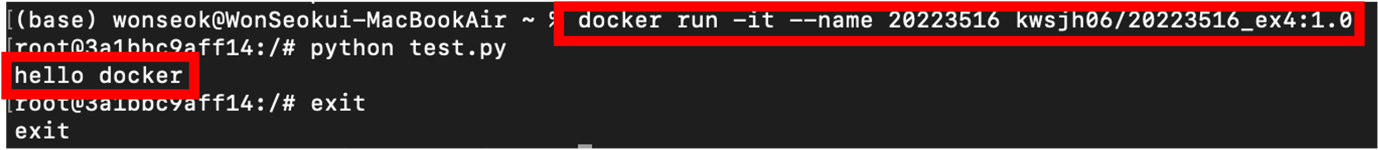 (base) wonseok@WonSeokui-MacBookAir ~ % docker run -it --name 20223516 kwsjh06/20223516_ex4:1.0
[root@3a1bbc9aff14:/# python test.py
hello docker
[root@3a1bbc9aff14:/# exit
exit